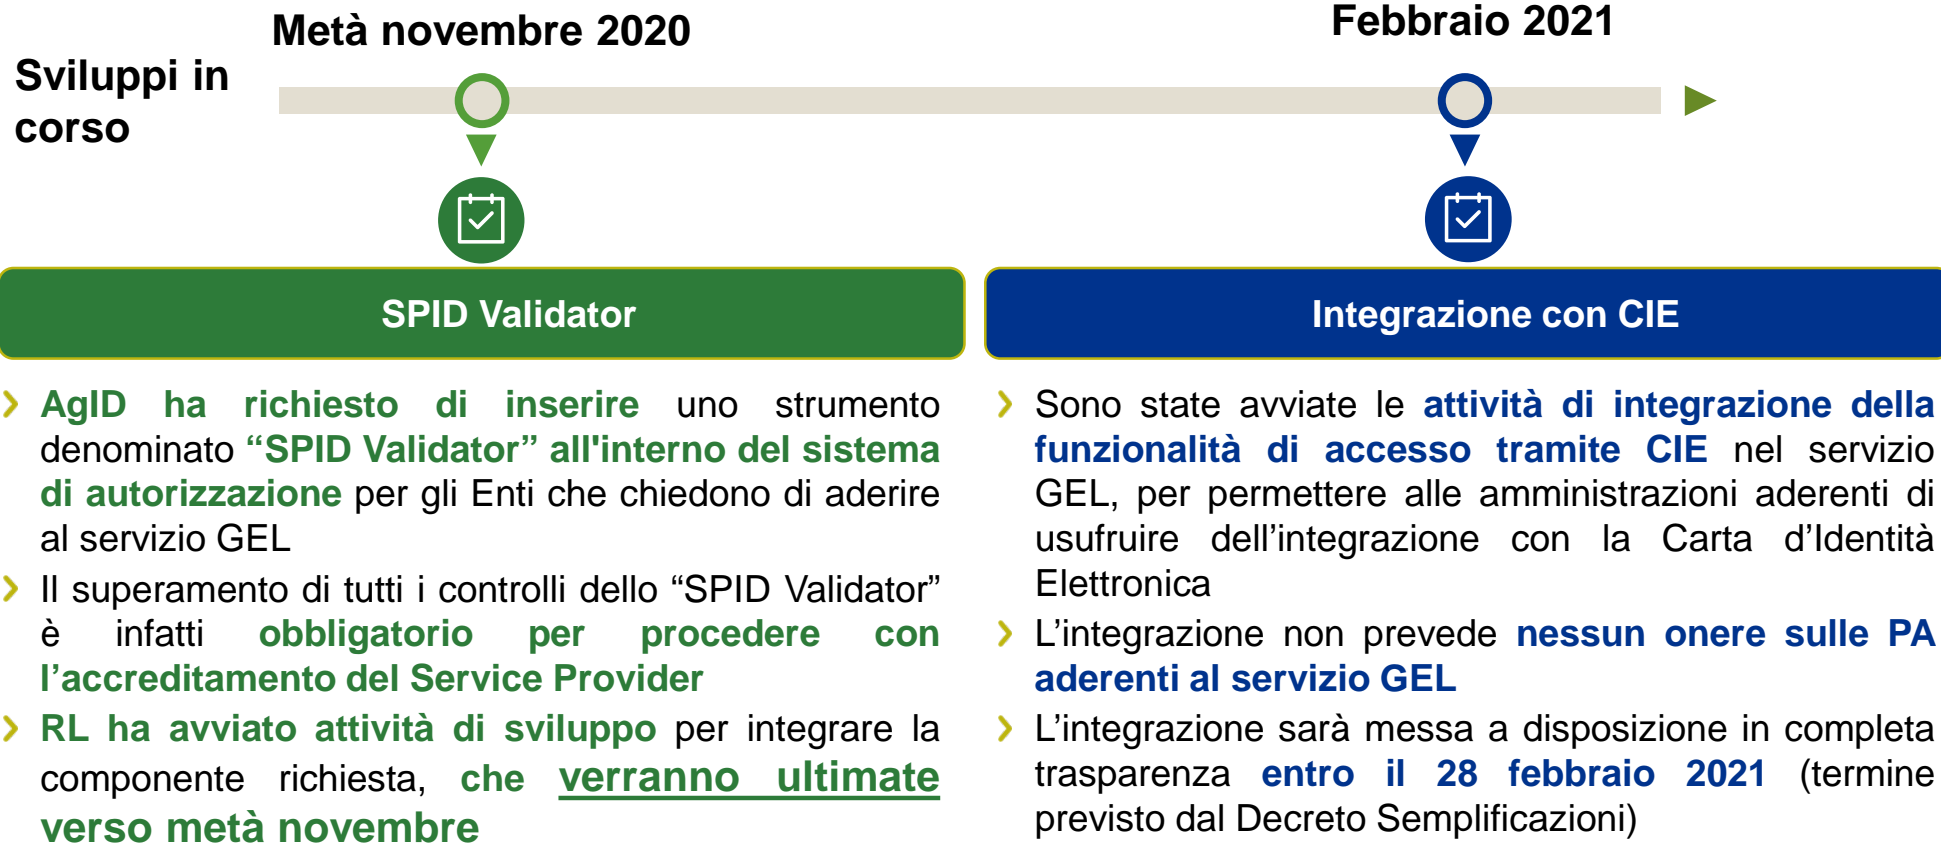 Metà novembre 2020
Febbraio 2021
Sviluppi in
corso
SPID Validator
AgID ha richiesto di inserire uno strumento
denominato “SPID Validator” all'interno del sistema
di autorizzazione per gli Enti che chiedono di aderire
al servizio GEL
Il superamento di tutti i controlli dello “SPID Validator”
è infatti obbligatorio per procedere con
l’accreditamento del Service Provider
RL ha avviato attività di sviluppo per integrare la
componente richiesta, che verranno ultimate
verso metà novembre
Integrazione con CIE
Sono state avviate le attività di integrazione della
funzionalità di accesso tramite CIE nel servizio
GEL, per permettere alle amministrazioni aderenti di
usufruire dell’integrazione con la Carta d’Identità
Elettronica
L’integrazione non prevede nessun onere sulle PA
aderenti al servizio GEL
L’integrazione sarà messa a disposizione in completa
trasparenza entro il 28 febbraio 2021 (termine
previsto dal Decreto Semplificazioni)